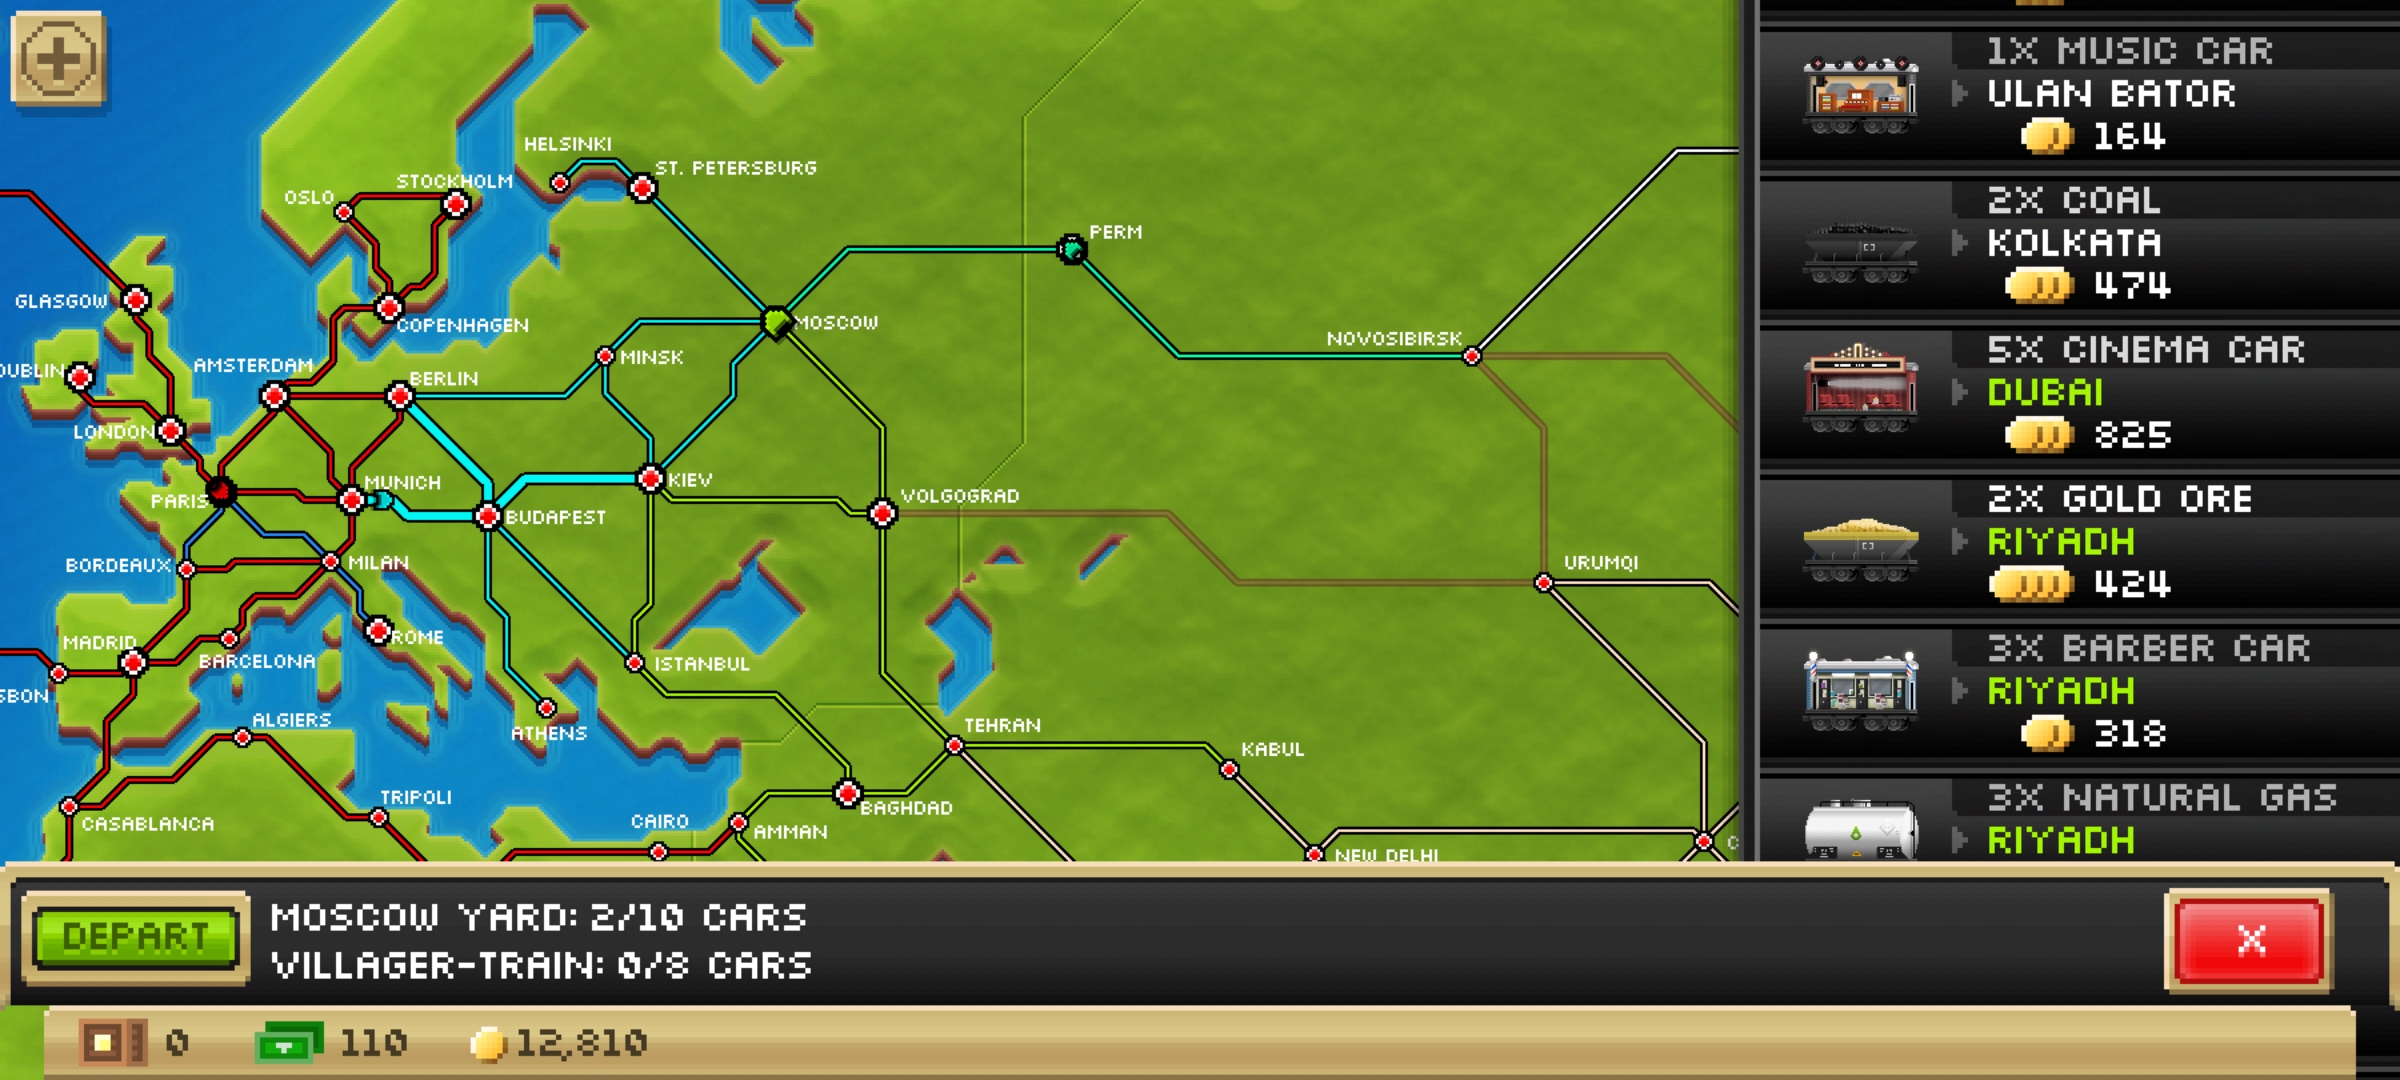 HELSINKI
ST. PETERSBURG
STOCKHOLM
OSLO
PERM
GLASGOW
COPENHAGEN
MOSCOW
NOVOSIBIRSK
MINSK
AMSTERDAM
BERLIN
LONDON
MUNICH
KIEV
PARIS
VOLGOGRAD
BUDAPEST
BORDEAUX
MILAN
URUMQI
MADRID
ROME
BARCELONA
ISTANBUL
ALGIERS
ATHENS
TEHRAN
KABUL
TRIPOLI
BAGHDAD
CASABLANCA
CAIRO
AMMAN
NEW DELHI
1X MUSIC CAR
ULAN BATOR
164
2X COAL
KOLKATA
474
5X CINEMA CAR
DUBAI
825
2X GOLD ORE
RIYADH
424
3X BARBER CAR
RIYADH
318
3X NATURAL GAS
RIYADH
DEPART
MOSCOW YARD: 2/10 CARS
VILLAGER-TRAIN: 0/8 CARS
X
0
110
12,810